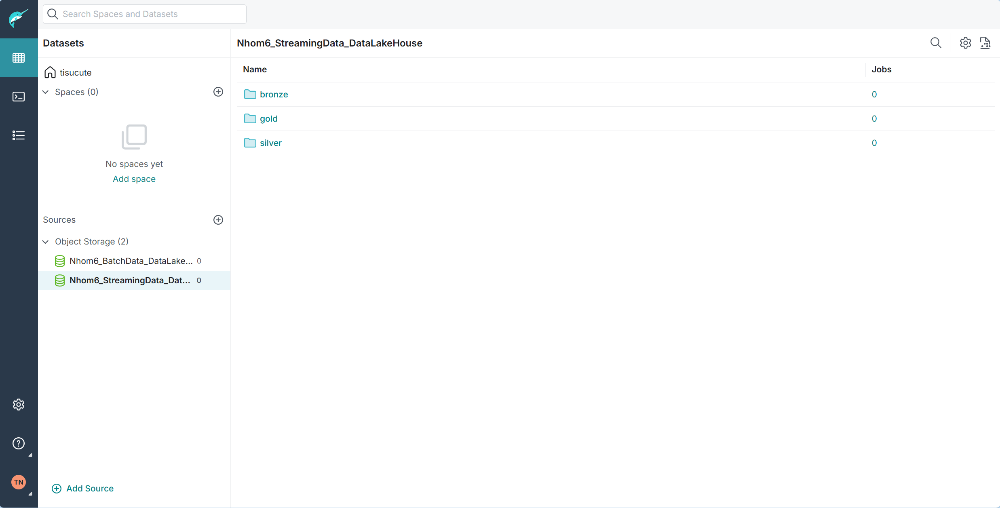 Search Spaces and Datasets
Datasets
tisucute
Spaces (0)
No spaces yet
Add space
Sources
Object Storage (2)
Nhom6_BatchData_DataLake... 0
Nhom6_StreamingData_Dat... 0
Add Source
TN
Nhom6_StreamingData_DataLakeHouse
Name Jobs
bronze 0
gold 0
silver 0